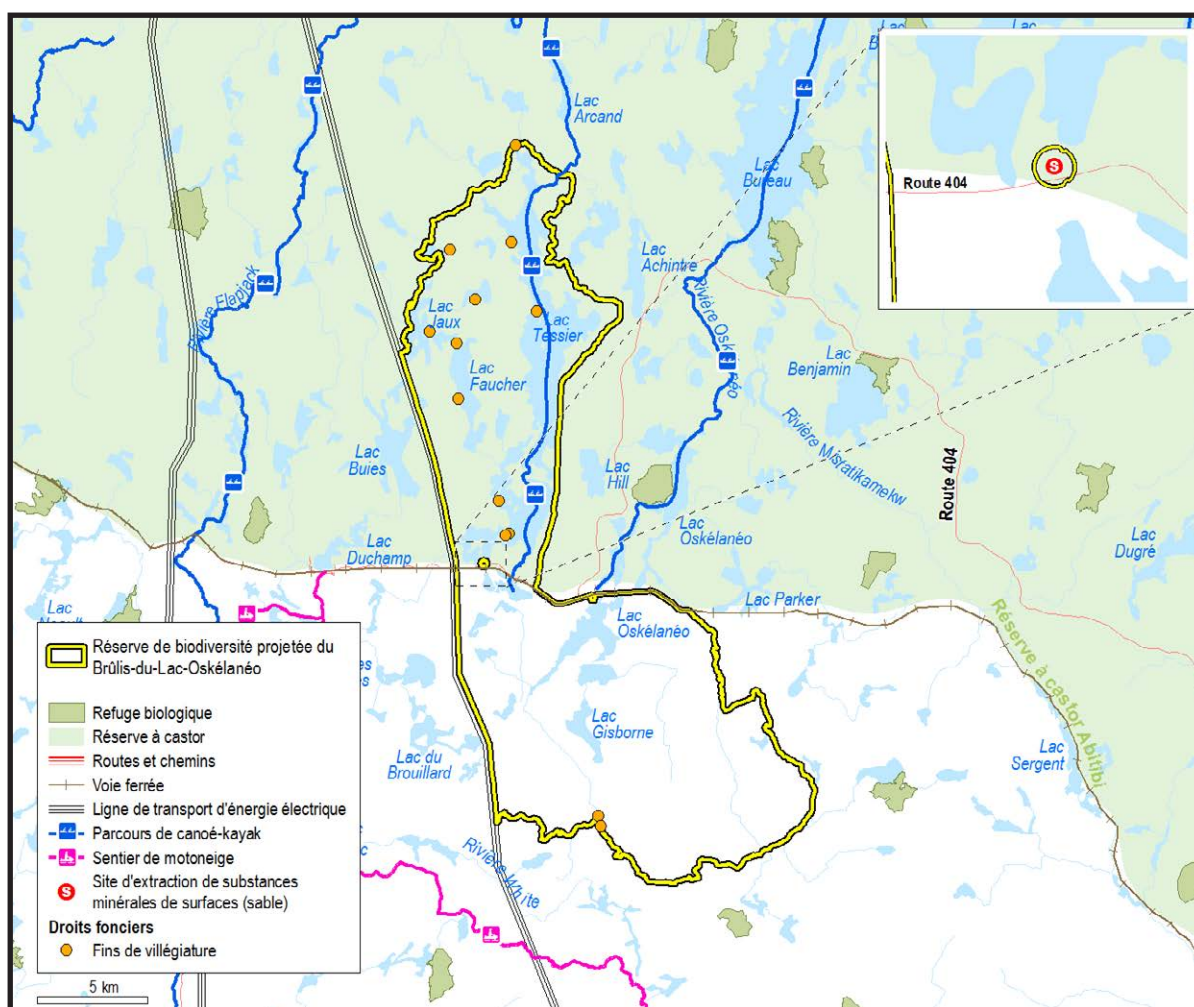 Lac
Arcand
Lac
Bureau
Route 404
S
Lac
Achintre
Rivière Flapjack
Lac
Jaux
Lac
Tessier
Rivière Oskélanéo
Lac
Benjamin
Lac
Faucher
Rivière Mistatikamekw
Lac
Buies
Lac
Hill
Route 404
Lac
Oskélanéo
Lac
Dugré
Lac
Duchamp
Lac Parker
Lac
Oskélanéo
Réserve à castor Abitibi
Lac
Gisborne
Lac
Sergent
Lac du
Brouillard
Rivière White
Réserve de biodiversité projetée du
Brûlis-du-Lac-Oskélanéo
Refuge biologique
Réserve à castor
Routes et chemins
Voie ferrée
Ligne de transport d'énergie électrique
Parcours de canoé-kayak
Sentier de motoneige
S
Site d'extraction de substances
minérales de surfaces (sable)
Droits fonciers
Fins de villégiature
5 km